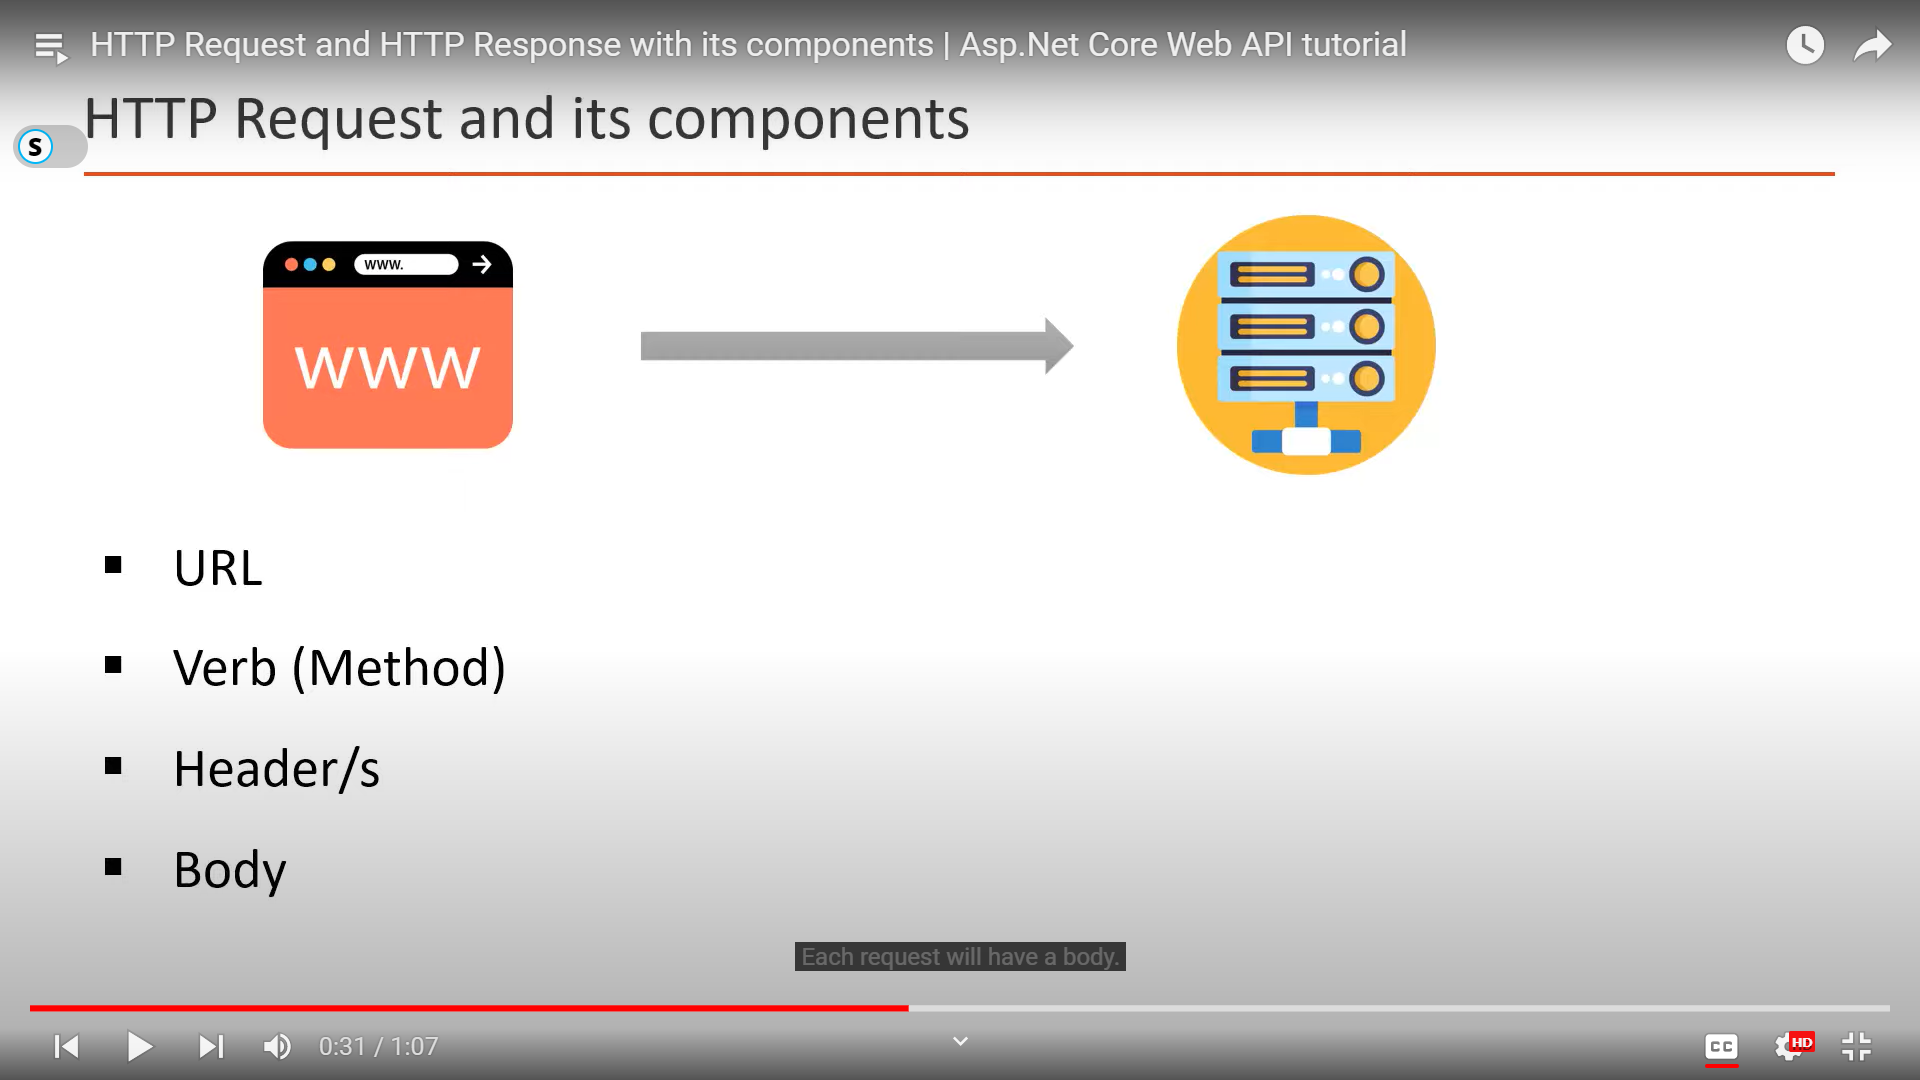 HTTP Request and HTTP Response with its components | Asp.Net Core Web API tutorial
HTTP Request and its components
S
www.
www
URL
Verb (Method)
Header/s
Body
Each request will have a body.
0:31 / 1:07
CC
HD